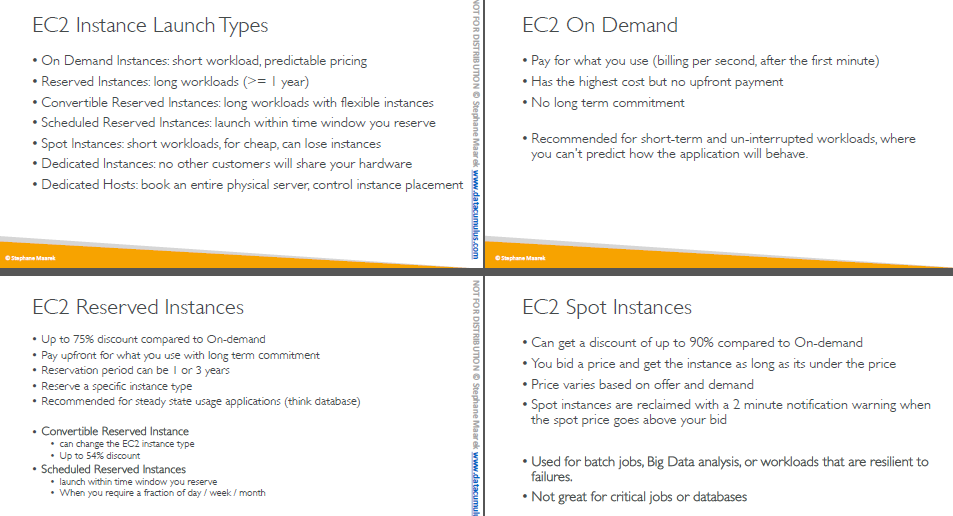 EC2 Instance Launch Types
• On Demand Instances: short workload, predictable pricing
• Reserved Instances: long workloads (>= 1 year)
• Convertible Reserved Instances: long workloads with flexible instances
• Scheduled Reserved Instances: launch within time window you reserve
• Spot Instances: short workloads, for cheap, can lose instances
• Dedicated Instances: no other customers will share your hardware
• Dedicated Hosts: book an entire physical server, control instance placement
© Stephane Maarek
NOT FOR DISTRIBUTION © Stephane Maarek www.datacumulus.com
EC2 On Demand
• Pay for what you use (billing per second, after the first minute)
• Has the highest cost but no upfront payment
• No long term commitment
• Recommended for short-term and un-interrupted workloads, where
you can't predict how the application will behave.
© Stephane Maarek
EC2 Reserved Instances
• Up to 75% discount compared to On-demand
• Pay upfront for what you use with long term commitment
• Reservation period can be 1 or 3 years
• Reserve a specific instance type
• Recommended for steady state usage applications (think database)
• Convertible Reserved Instance
• can change the EC2 instance type
• Up to 54% discount
• Scheduled Reserved Instances
• launch within time window you reserve
• When you require a fraction of day / week / month
NOT FOR DISTRIBUTION © Stephane Maarek www.datacumul
EC2 Spot Instances
• Can get a discount of up to 90% compared to On-demand
• You bid a price and get the instance as long as its under the price
• Price varies based on offer and demand
• Spot instances are reclaimed with a 2 minute notification warning when
the spot price goes above your bid
• Used for batch jobs, Big Data analysis, or workloads that are resilient to
failures.
• Not great for critical jobs or databases